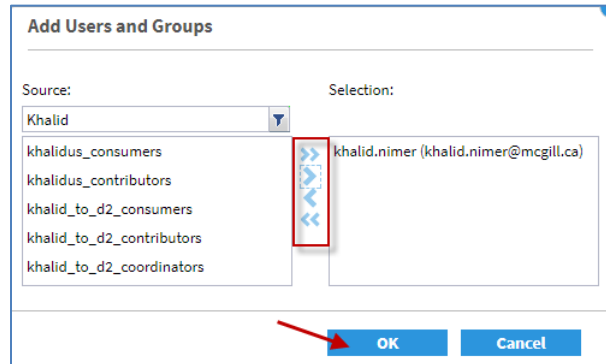 Add Users and Groups
Source:
Selection:
Khalid
khalidus_consumers
khalidus_contributors
khalid_to_d2_consumers
khalid_to_d2_contributors
khalid_to_d2_coordinators
khalid.nimer (khalid.nimer@mcgill.ca)
OK
Cancel